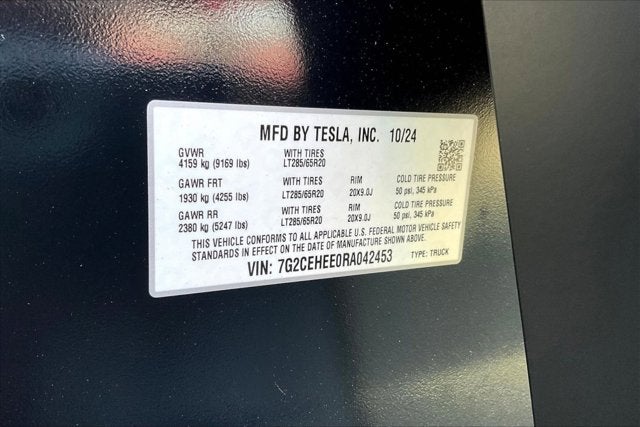 MFD BY TESLA, INC. 10/24
GVWR WITH TIRES
4159 kg (9169 lbs) LT285/65R20
GAWR FRT WITH TIRES RIM COLD TIRE PRESSURE
1930 kg (4255 lbs) LT285/65R20 20X9.0J 50 psi, 345 kPa
GAWR RR WITH TIRES RIM COLD TIRE PRESSURE
2380 kg (5247 lbs) LT285/65R20 20X9.0J 50 psi, 345 kPa
THIS VEHICLE CONFORMS TO ALL APPLICABLE U.S. FEDERAL MOTOR VEHICLE
STANDARDS IN EFFECT ON THE DATE OF MANUFACTURE SHOWN ABOVE.
VIN: 7G2CEHEE0RA042453 TYPE: TRUCK